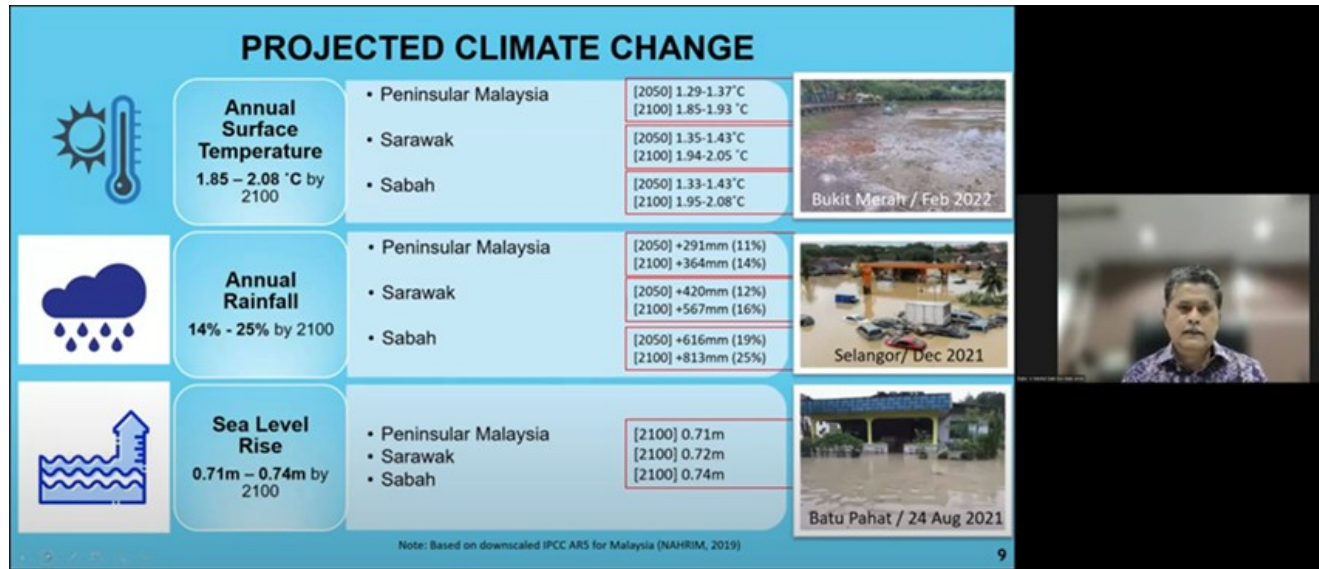 PROJECTED CLIMATE CHANGE
Annual
Surface
Temperature
1.85 – 2.08 ˚C by
2100
• Peninsular Malaysia
[2050] 1.29-1.37˚C
[2100] 1.85-1.93 ˚C
• Sarawak
[2050] 1.35-1.43˚C
[2100] 1.94-2.05 ˚C
• Sabah
[2050] 1.33-1.43˚C
[2100] 1.95-2.08˚C
Bukit Merah / Feb 2022
Annual
Rainfall
14% - 25% by 2100
• Peninsular Malaysia
[2050] +291mm (11%)
[2100] +364mm (14%)
• Sarawak
[2050] +420mm (12%)
[2100] +567mm (16%)
• Sabah
[2050] +616mm (19%)
[2100] +813mm (25%)
Selangor/ Dec 2021
Sea Level
Rise
0.71m – 0.74m by
2100
• Peninsular Malaysia
• Sarawak
• Sabah
[2100] 0.71m
[2100] 0.72m
[2100] 0.74m
Batu Pahat / 24 Aug 2021
Note: Based on downscaled IPCC AR5 for Malaysia (NAHRIM, 2019)
9